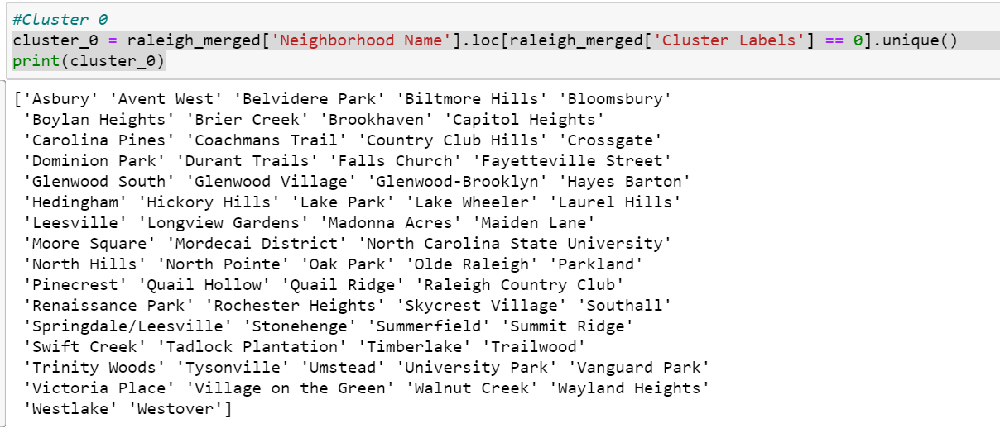 #Cluster 0
cluster_0 = raleigh_merged['Neighborhood Name'].loc[raleigh_merged['Cluster Labels'] == 0].unique()
print(cluster_0)
['Asbury' 'Avent West' 'Belvidere Park' 'Biltmore Hills' 'Bloomsbury'
 'Boylan Heights' 'Brier Creek' 'Brookhaven' 'Capitol Heights'
 'Carolina Pines' 'Coachmans Trail' 'Country Club Hills' 'Crossgate'
 'Dominion Park' 'Durant Trails' 'Falls Church' 'Fayetteville Street'
 'Glenwood South' 'Glenwood Village' 'Glenwood-Brooklyn' 'Hayes Barton'
 'Hedingham' 'Hickory Hills' 'Lake Park' 'Lake Wheeler' 'Laurel Hills'
 'Leesville' 'Longview Gardens' 'Madonna Acres' 'Maiden Lane'
 'Moore Square' 'Mordecai District' 'North Carolina State University'
 'North Hills' 'North Pointe' 'Oak Park' 'Olde Raleigh' 'Parkland'
 'Pinecrest' 'Quail Hollow' 'Quail Ridge' 'Raleigh Country Club'
 'Renaissance Park' 'Rochester Heights' 'Skycrest Village' 'Southall'
 'Springdale/Leesville' 'Stonehenge' 'Summerfield' 'Summit Ridge'
 'Swift Creek' 'Tadlock Plantation' 'Timberlake' 'Trailwood'
 'Trinity Woods' 'Tysonville' 'Umstead' 'University Park' 'Vanguard Park'
 'Victoria Place' 'Village on the Green' 'Walnut Creek' 'Wayland Heights'
 'Westlake' 'Westover']